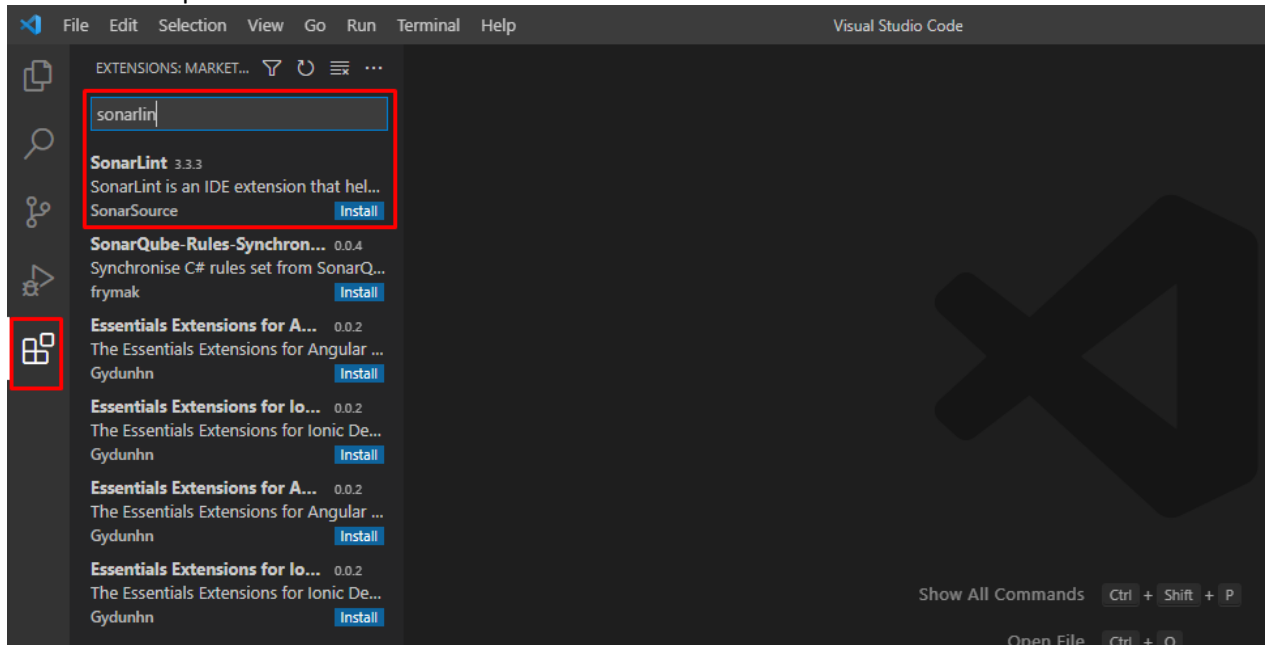 File Edit Selection View Go Run Terminal Help Visual Studio Code
EXTENSIONS: MARKET...
sonarlin
SonarLint 3.3.3
SonarLint is an IDE extension that hel...
SonarSource Install
SonarQube-Rules-Synchron... 0.0.4
Synchronise C# rules set from SonarQ...
frymak Install
Essentials Extensions for A... 0.0.2
The Essentials Extensions for Angular ...
Gydunhn Install
Essentials Extensions for Io... 0.0.2
The Essentials Extensions for Ionic De...
Gydunhn Install
Essentials Extensions for A... 0.0.2
The Essentials Extensions for Angular ...
Gydunhn Install
Essentials Extensions for Io... 0.0.2
The Essentials Extensions for Ionic De...
Gydunhn Install
Show All Commands Ctrl + Shift + P
Open File Ctrl + O